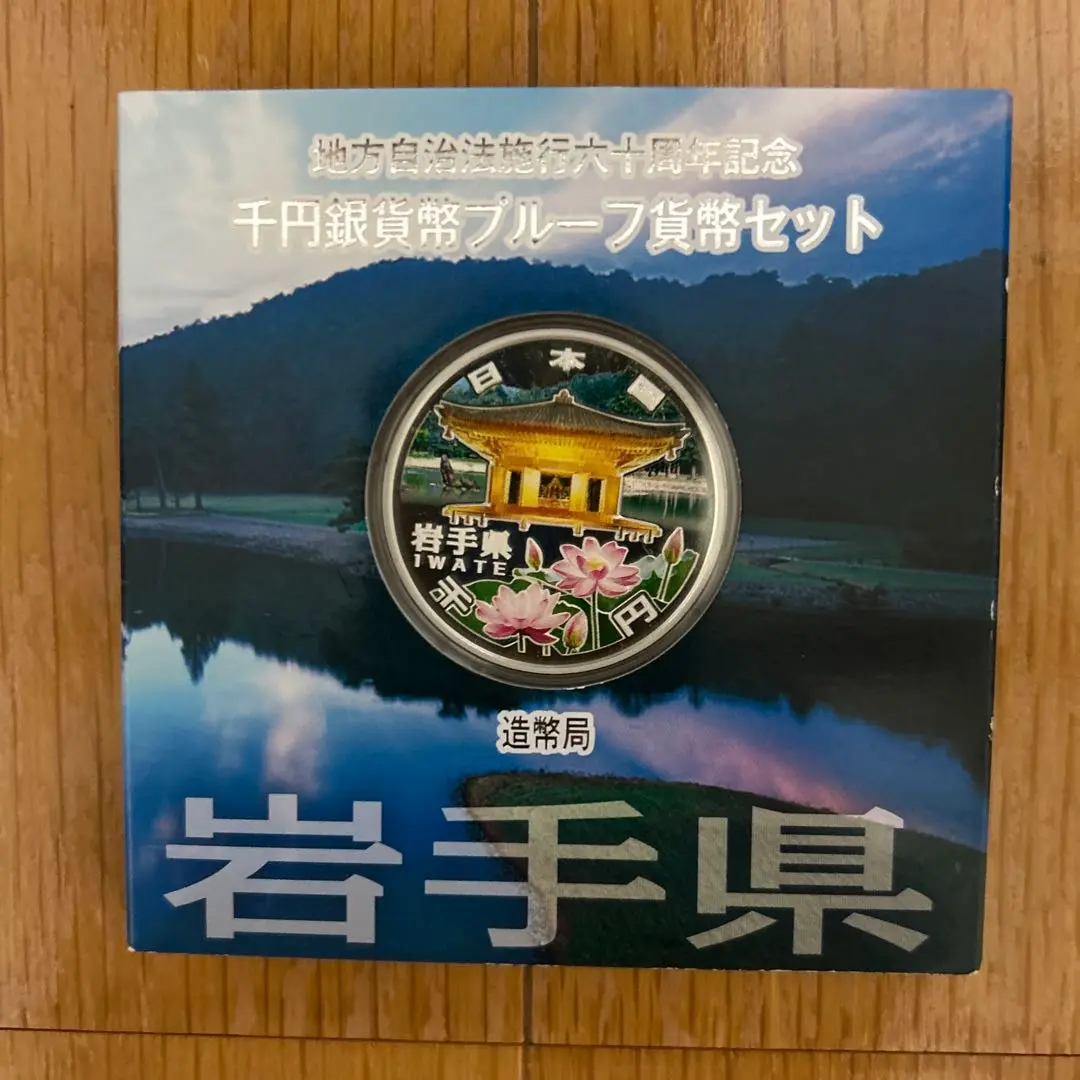 地方自治法施行六十周年記念
千円銀貨幣プルーフ貨幣セット
日本国
岩手県
IWATE
千円
造幣局
岩手県